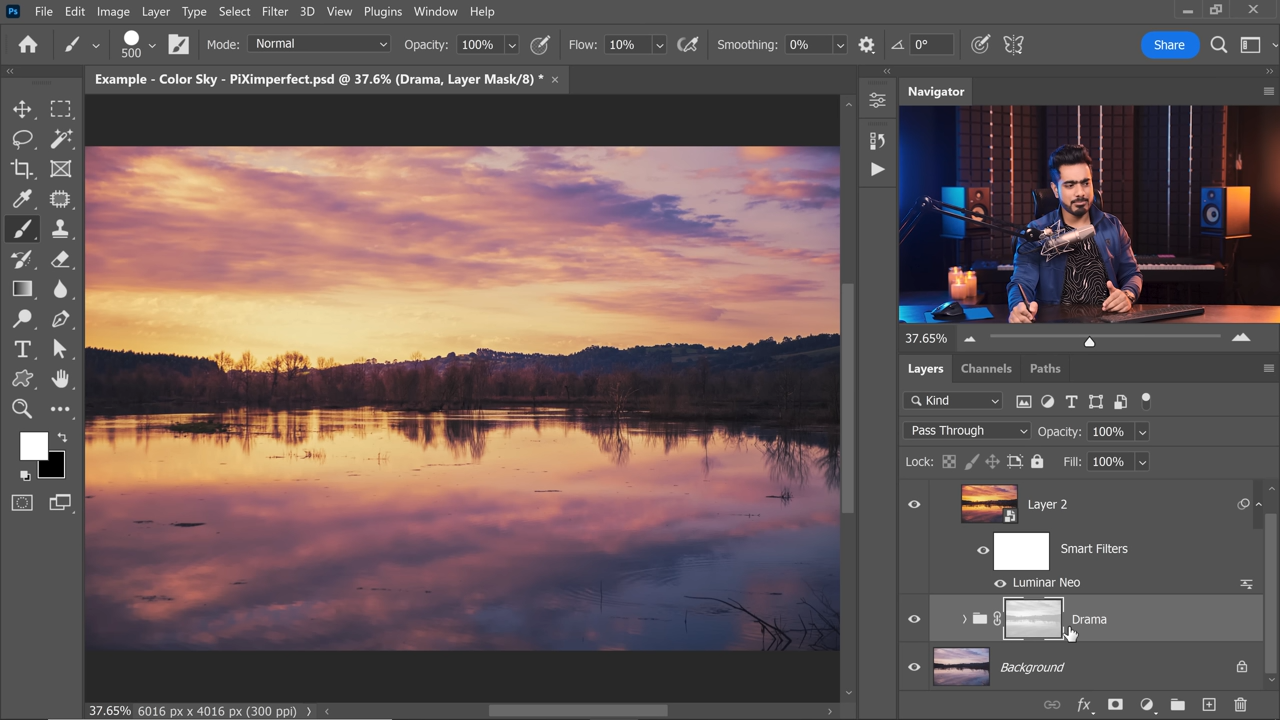 Ps File Edit Image Layer Type Select Filter 3D View Plugins Window Help
500 Mode: Normal Opacity: 100% Flow: 10% Smoothing: 0% 0° Share
Example - Color Sky - PiXimperfect.psd @ 37.6% (Drama, Layer Mask/8) *
Navigator
37.65%
Layers Channels Paths
Kind
Pass Through Opacity: 100%
Lock: Fill: 100%
Layer 2
Smart Filters
Luminar Neo
Drama
Background
fx
37.65% 6016 px x 4016 px (300 ppi)